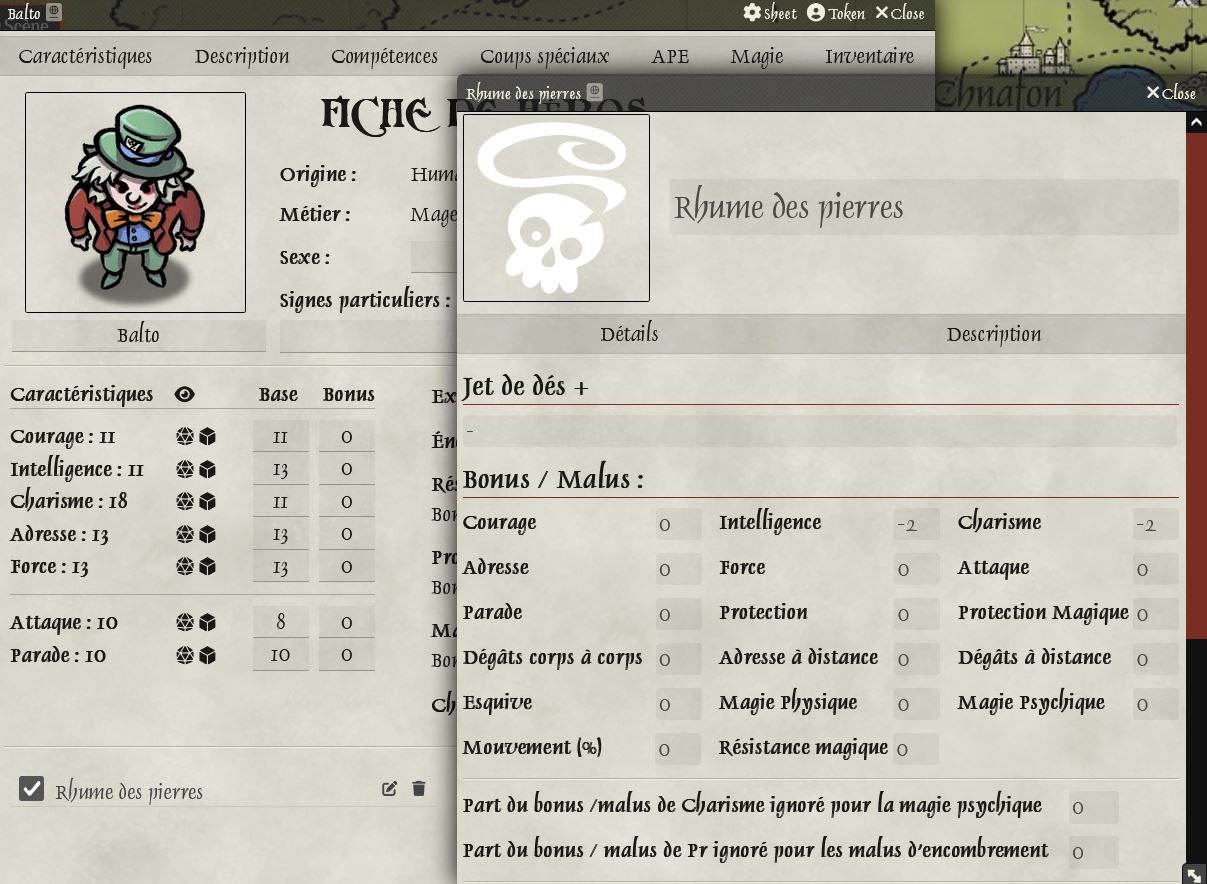 Balto Sheet Token Close
Scène
Caractéristiques Description Compétences Coups spéciaux APE Magie Inventaire
Chnafon
Rhume des pierres Close
FICHE DE HEROS
Origine :
Métier : Mage
Sexe :
Signes particuliers :
Balto
Rhume des pierres
Détails Description
Caractéristiques Base Bonus
Courage : 11 11 0
Intelligence : 11 13 0
Charisme : 18 11 0
Adresse : 13 13 0
Force : 13 13 0
Attaque : 10 8 0
Parade : 10 10 0
Rhume des pierres
Jet de dés +
-
Bonus / Malus :
Courage 0 Intelligence -2 Charisme -2
Adresse 0 Force 0 Attaque 0
Parade 0 Protection 0 Protection Magique 0
Dégâts corps à corps 0 Adresse à distance 0 Dégâts à distance 0
Esquive 0 Magie Physique 0 Magie Psychique 0
Mouvement (%) 0 Résistance magique 0
Part du bonus /malus de Charisme ignoré pour la magie psychique 0
Part du bonus / malus de Pr ignoré pour les malus d'encombrement 0